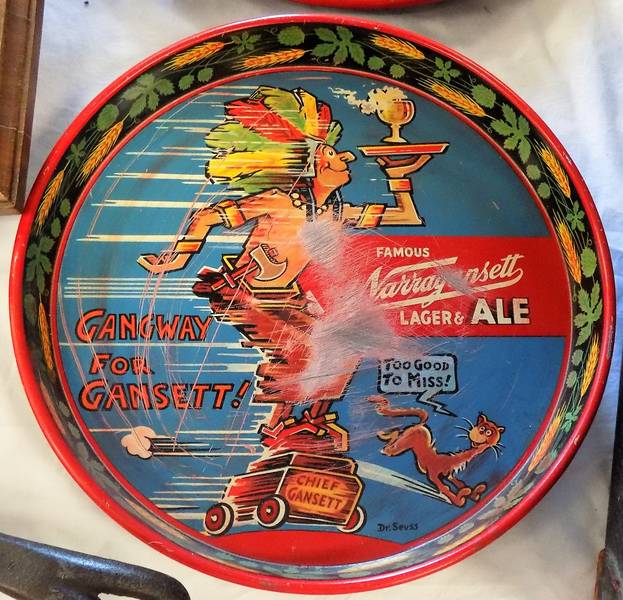 FAMOUS
Narragansett
LAGER & ALE
GANGWAY
FOR
GANSETT!
TOO GOOD
TO MISS!
CHIEF
GANSETT
Dr. Seuss